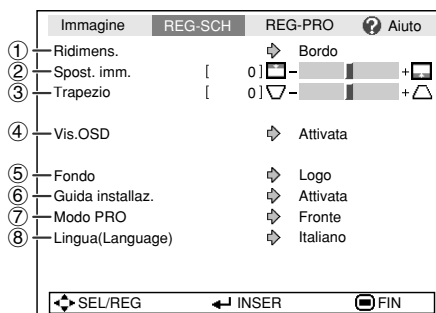 Immagine REG-SCH REG-PRO ? Aiuto
① Ridimens. Bordo
② Spost. imm. [ 0 ] - +
③ Trapezio [ 0 ] - +
④ Vis.OSD Attivata
⑤ Fondo Logo
⑥ Guida installaz. Attivata
⑦ Modo PRO Fronte
⑧ Lingua(Language) Italiano
SEL/REG INSER FIN